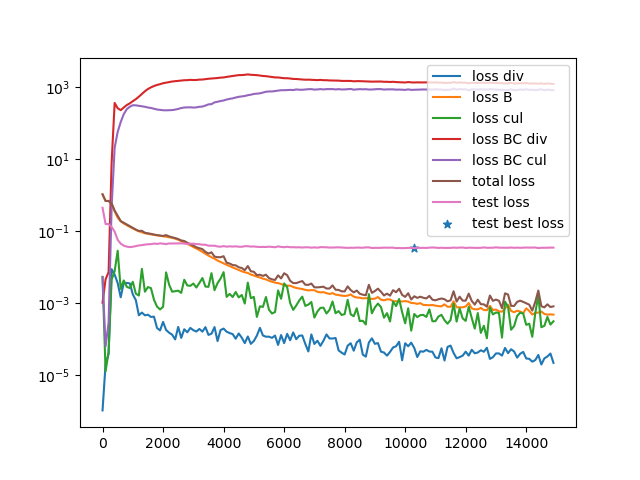 10³
10¹
10⁻¹
10⁻³
10⁻⁵
0 2000 4000 6000 8000 10000 12000 14000
loss div
loss B
loss cul
loss BC div
loss BC cul
total loss
test loss
test best loss